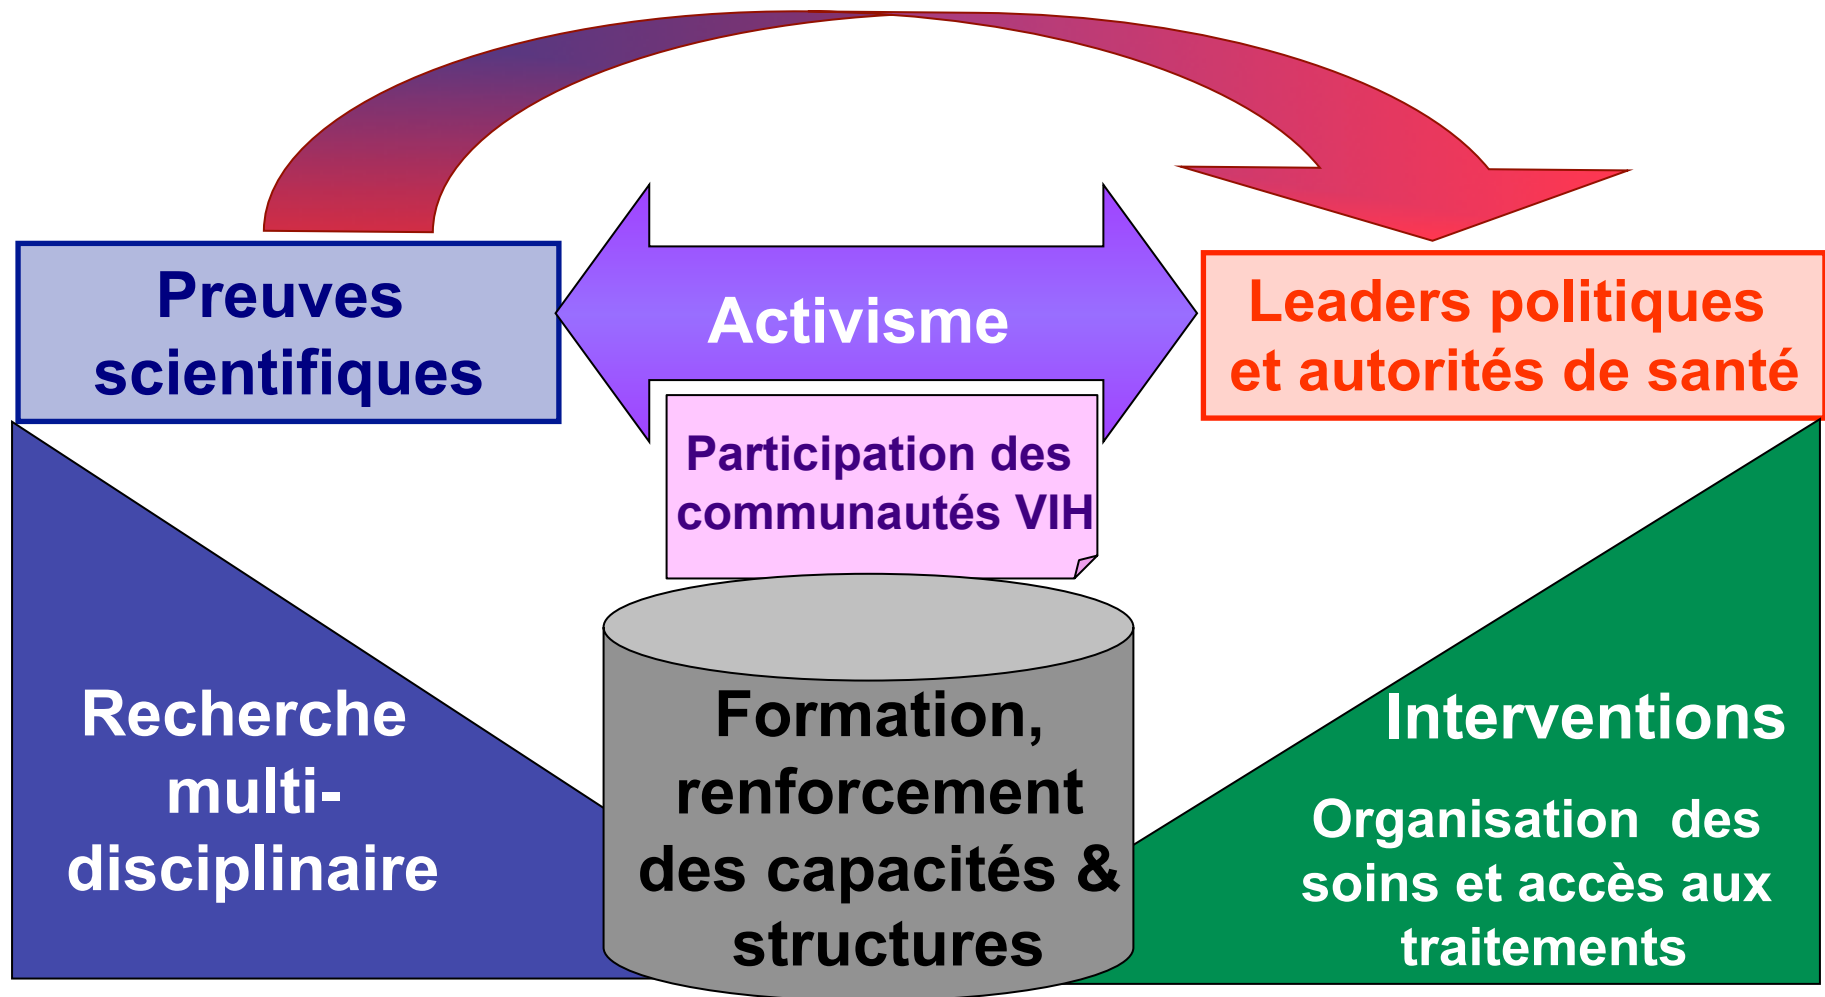 Preuves
scientifiques
Activisme
Leaders politiques
et autorités de santé
Participation des
communautés VIH
Recherche
multi-
disciplinaire
Formation,
renforcement
des capacités &
structures
Interventions
Organisation des
soins et accès aux
traitements